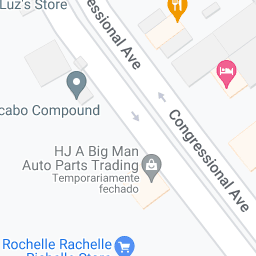 Luz's Store
Congressional Ave
cabo Compound
Congressional Ave
HJ A Big Man
Auto Parts Trading
Temporariamente
fechado
Rochelle Rachelle